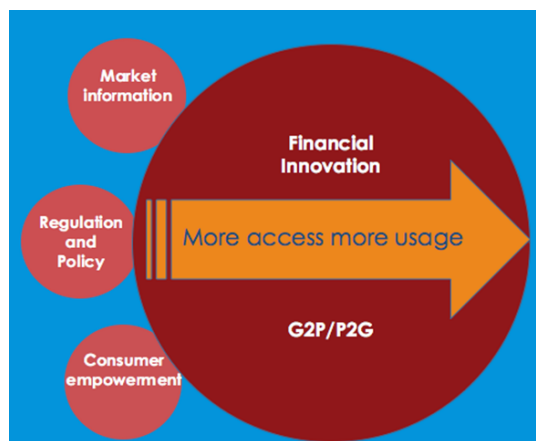 Market
information
Financial
Innovation
Regulation
and
Policy
More access more usage
G2P/P2G
Consumer
empowerment